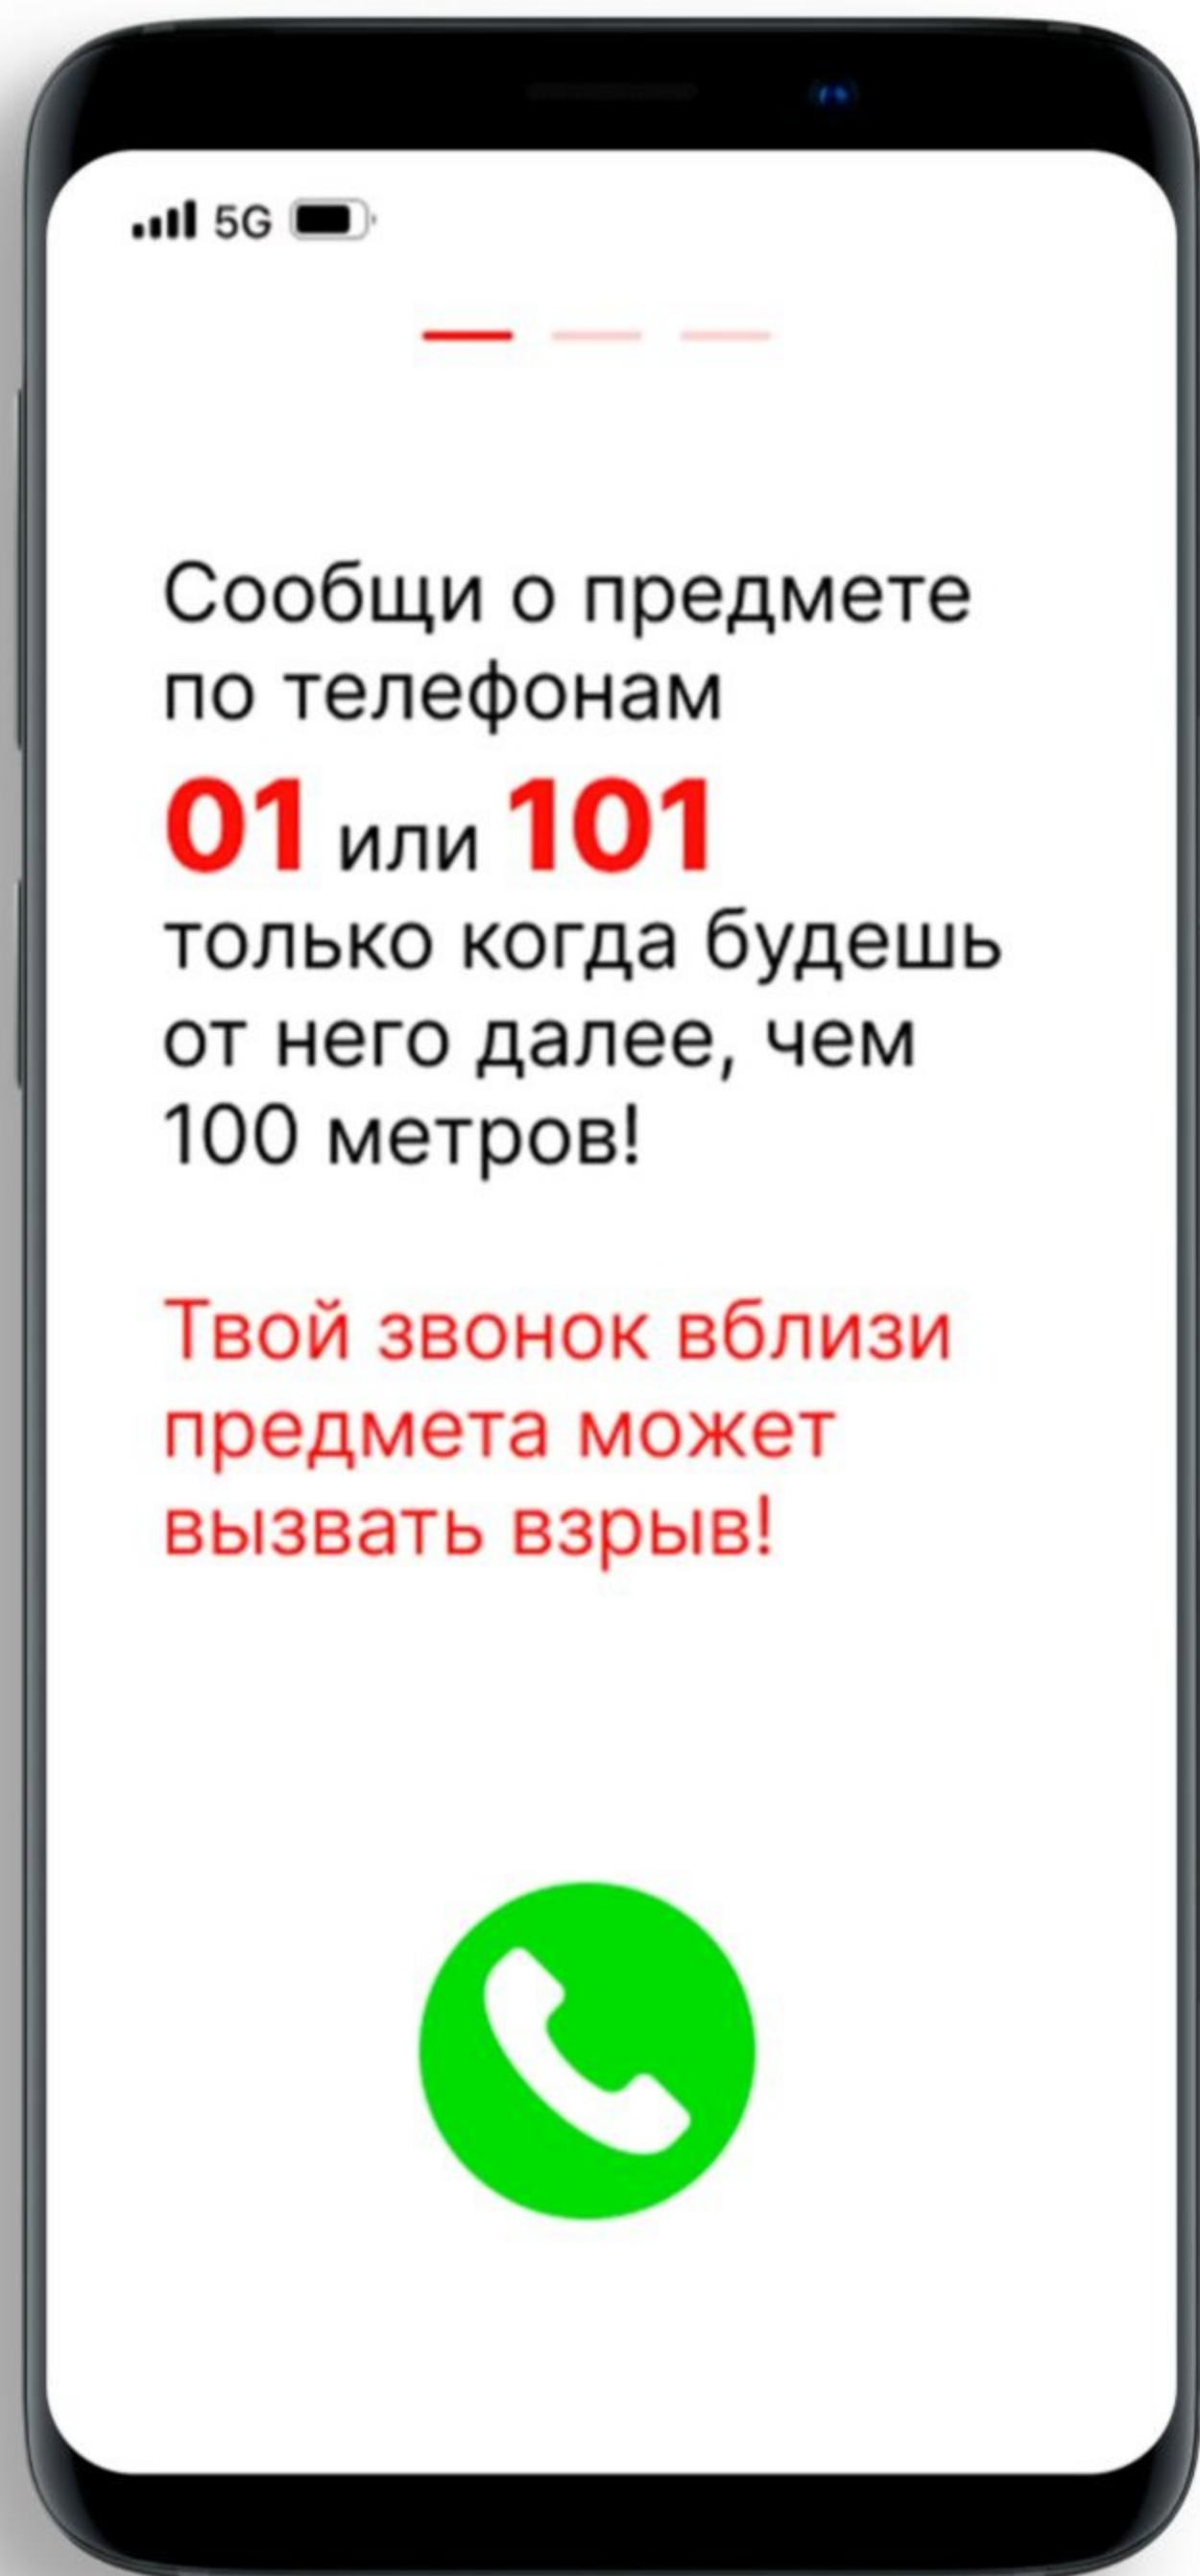 5G
Сообщи о предмете
по телефонам
01 или 101
только когда будешь
от него далее, чем
100 метров!
Твой звонок вблизи
предмета может
вызвать взрыв!